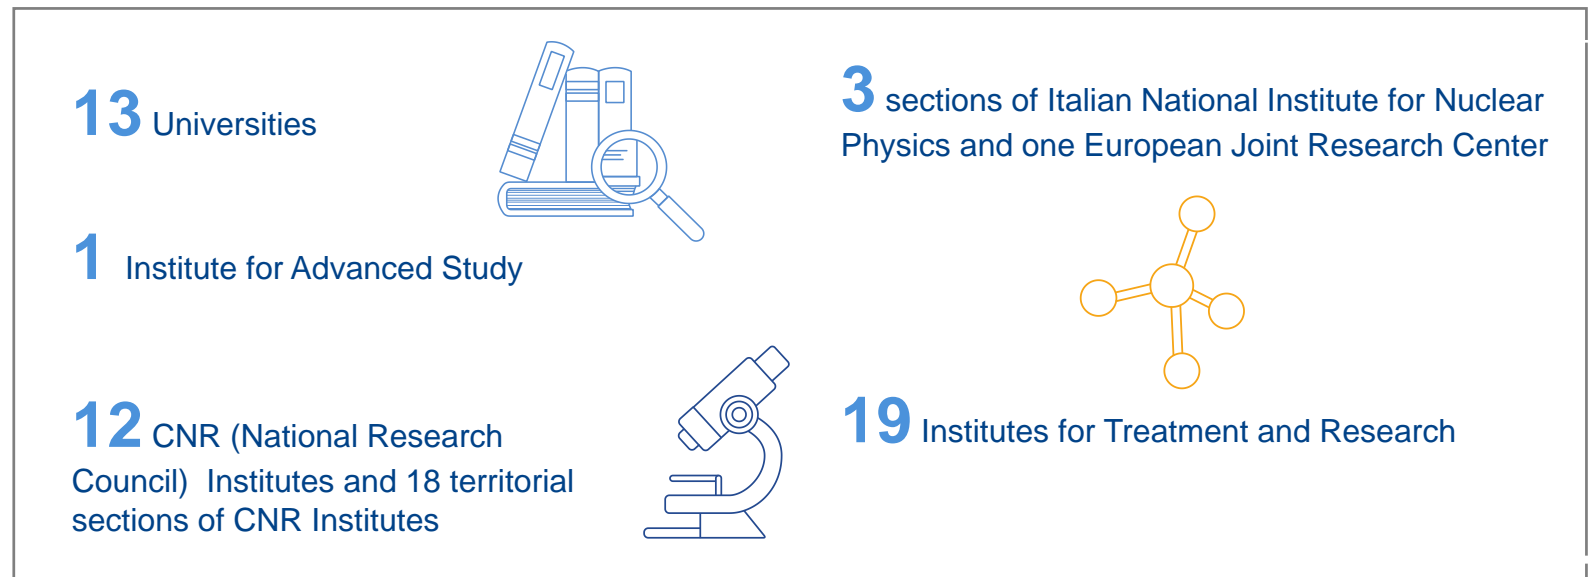 13 Universities
1 Institute for Advanced Study
12 CNR (National Research
Council) Institutes and 18 territorial
sections of CNR Institutes
3 sections of Italian National Institute for Nuclear
Physics and one European Joint Research Center
19 Institutes for Treatment and Research